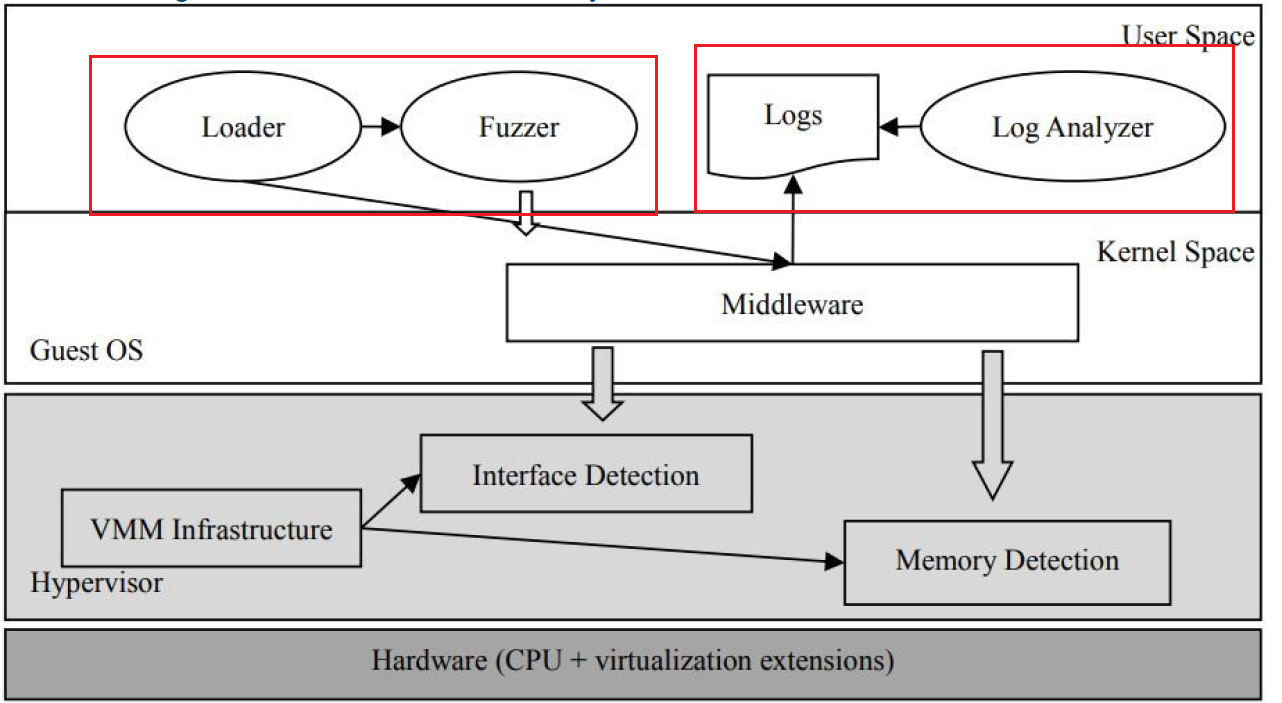 User Space
Loader
Fuzzer
Logs
Log Analyzer
Kernel Space
Middleware
Guest OS
Interface Detection
VMM Infrastructure
Memory Detection
Hypervisor
Hardware (CPU + virtualization extensions)